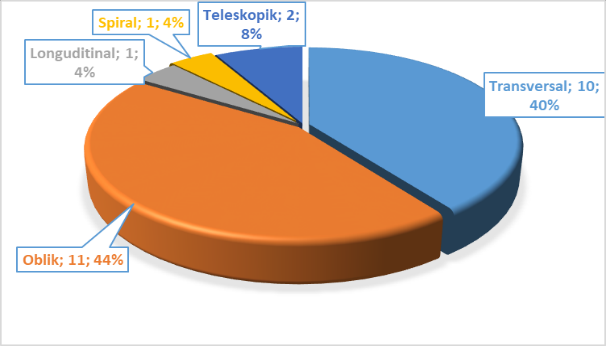 Spiral; 1; 4%
Teleskopik; 2;
8%
Longuditinal; 1;
4%
Transversal; 10;
40%
Oblik; 11; 44%